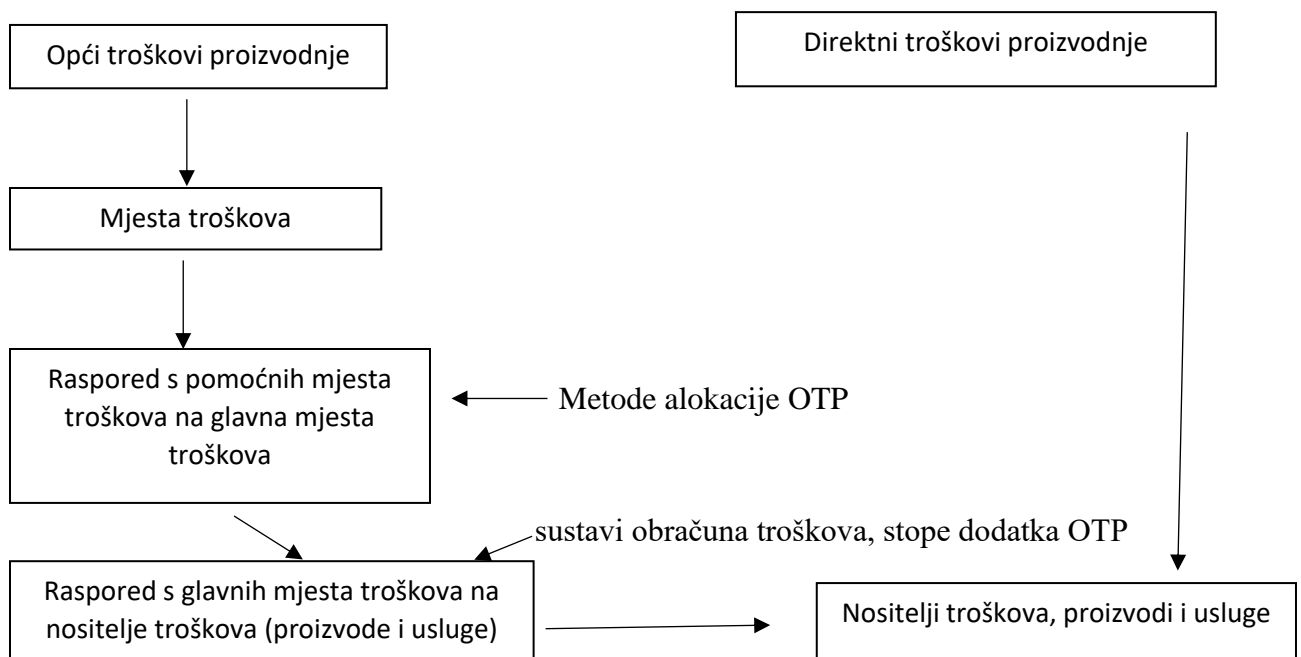 Opći troškovi proizvodnje
Direktni troškovi proizvodnje
Mjesta troškova
Raspored s pomoćnih mjesta
troškova na glavna mjesta
troškova
Metode alokacije OTP
sustavi obračuna troškova, stope dodatka OTP
Raspored s glavnih mjesta troškova na
nositelje troškova (proizvode i usluge)
Nositelji troškova, proizvodi i usluge